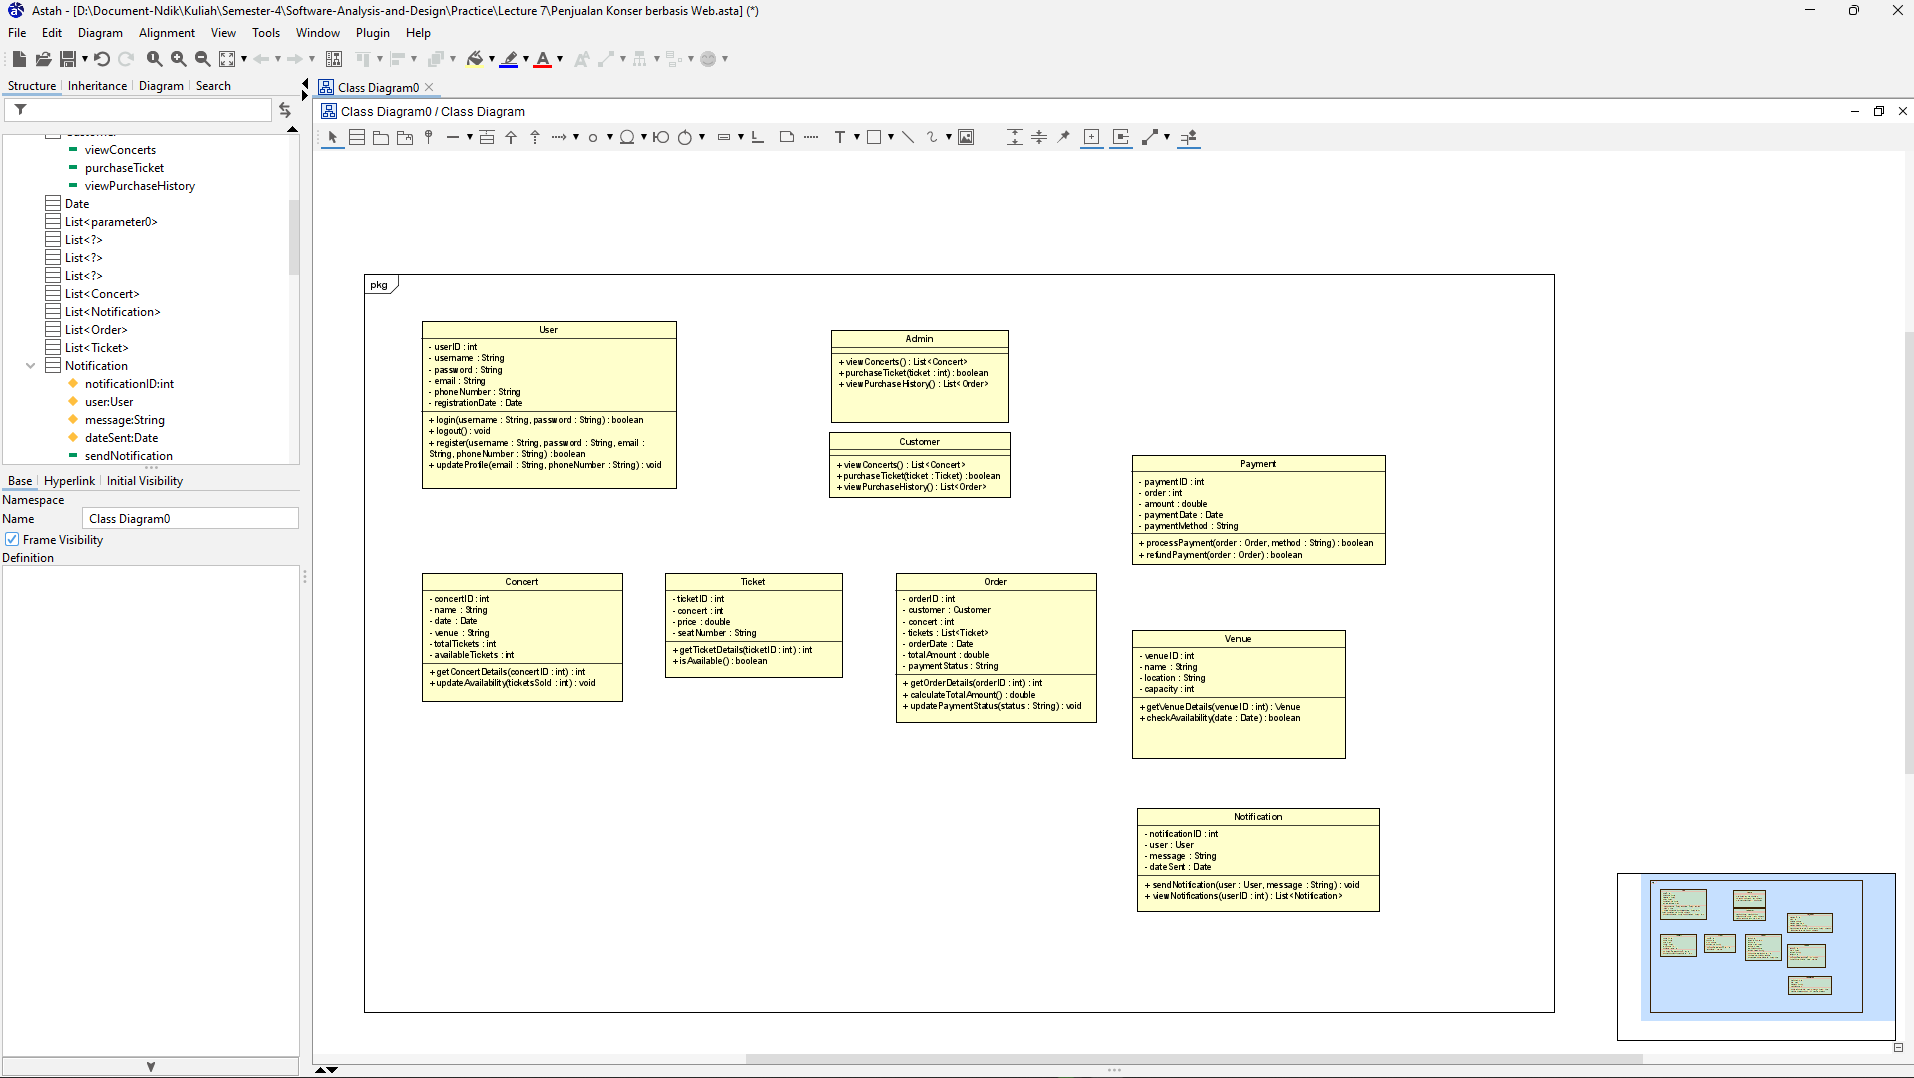 Astah - [D:\Document-Ndik\Kuliah\Semester-4\Software-Analysis-and-Design\Practice\Lecture 7\Penjualan Konser berbasis Web.asta] (*)
File Edit Diagram Alignment View Tools Window Plugin Help
Structure Inheritance Diagram Search
Class Diagram0
Class Diagram0 / Class Diagram
viewConcerts
purchaseTicket
viewPurchaseHistory
Date
List<parameter0>
List<?>
List<?>
List<?>
List<Concert>
List<Notification>
List<Order>
List<Ticket>
Notification
notificationID:int
user:User
message:String
dateSent:Date
sendNotification
Base Hyperlink Initial Visibility
Namespace
Name Class Diagram0
Frame Visibility
Definition
pkg
User
- userID : int
- username : String
- password : String
- email : String
- phoneNumber : String
- registrationDate : Date
+ login(username : String, password : String) : boolean
+ logout() : void
+ register(username : String, password : String, email :
String, phoneNumber : String) : boolean
+ updateProfile(email : String, phoneNumber : String) : void
Admin
+ viewConcerts() : List<Concert>
+ purchaseTicket(ticket : int) : boolean
+ viewPurchaseHistory() : List<Order>
Customer
+ viewConcerts() : List<Concert>
+ purchaseTicket(ticket : Ticket) : boolean
+ viewPurchaseHistory() : List<Order>
Payment
- paymentID : int
- order : int
- amount : double
- paymentDate : Date
- paymentMethod : String
+ processPayment(order : Order, method : String) : boolean
+ refundPayment(order : Order) : boolean
Concert
- concertID : int
- name : String
- date : Date
- venue : String
- totalTickets : int
- availableTickets : int
+ getConcertDetails(concertID : int) : int
+ updateAvailability(ticketsSold : int) : void
Ticket
- ticketID : int
- concert : int
- price : double
- seatNumber : String
+ getTicketDetails(ticketID : int) : int
+ isAvailable() : boolean
Order
- orderID : int
- customer : Customer
- concert : int
- tickets : List<Ticket>
- orderDate : Date
- totalAmount : double
- paymentStatus : String
+ getOrderDetails(orderID : int) : int
+ calculateTotalAmount() : double
+ updatePaymentStatus(status : String) : void
Venue
- venueID : int
- name : String
- location : String
- capacity : int
+ getVenueDetails(venueID : int) : Venue
+ checkAvailability(date : Date) : boolean
Notification
- notificationID : int
- user : User
- message : String
- dateSent : Date
+ sendNotification(user : User, message : String) : void
+ viewNotifications(userID : int) : List<Notification>